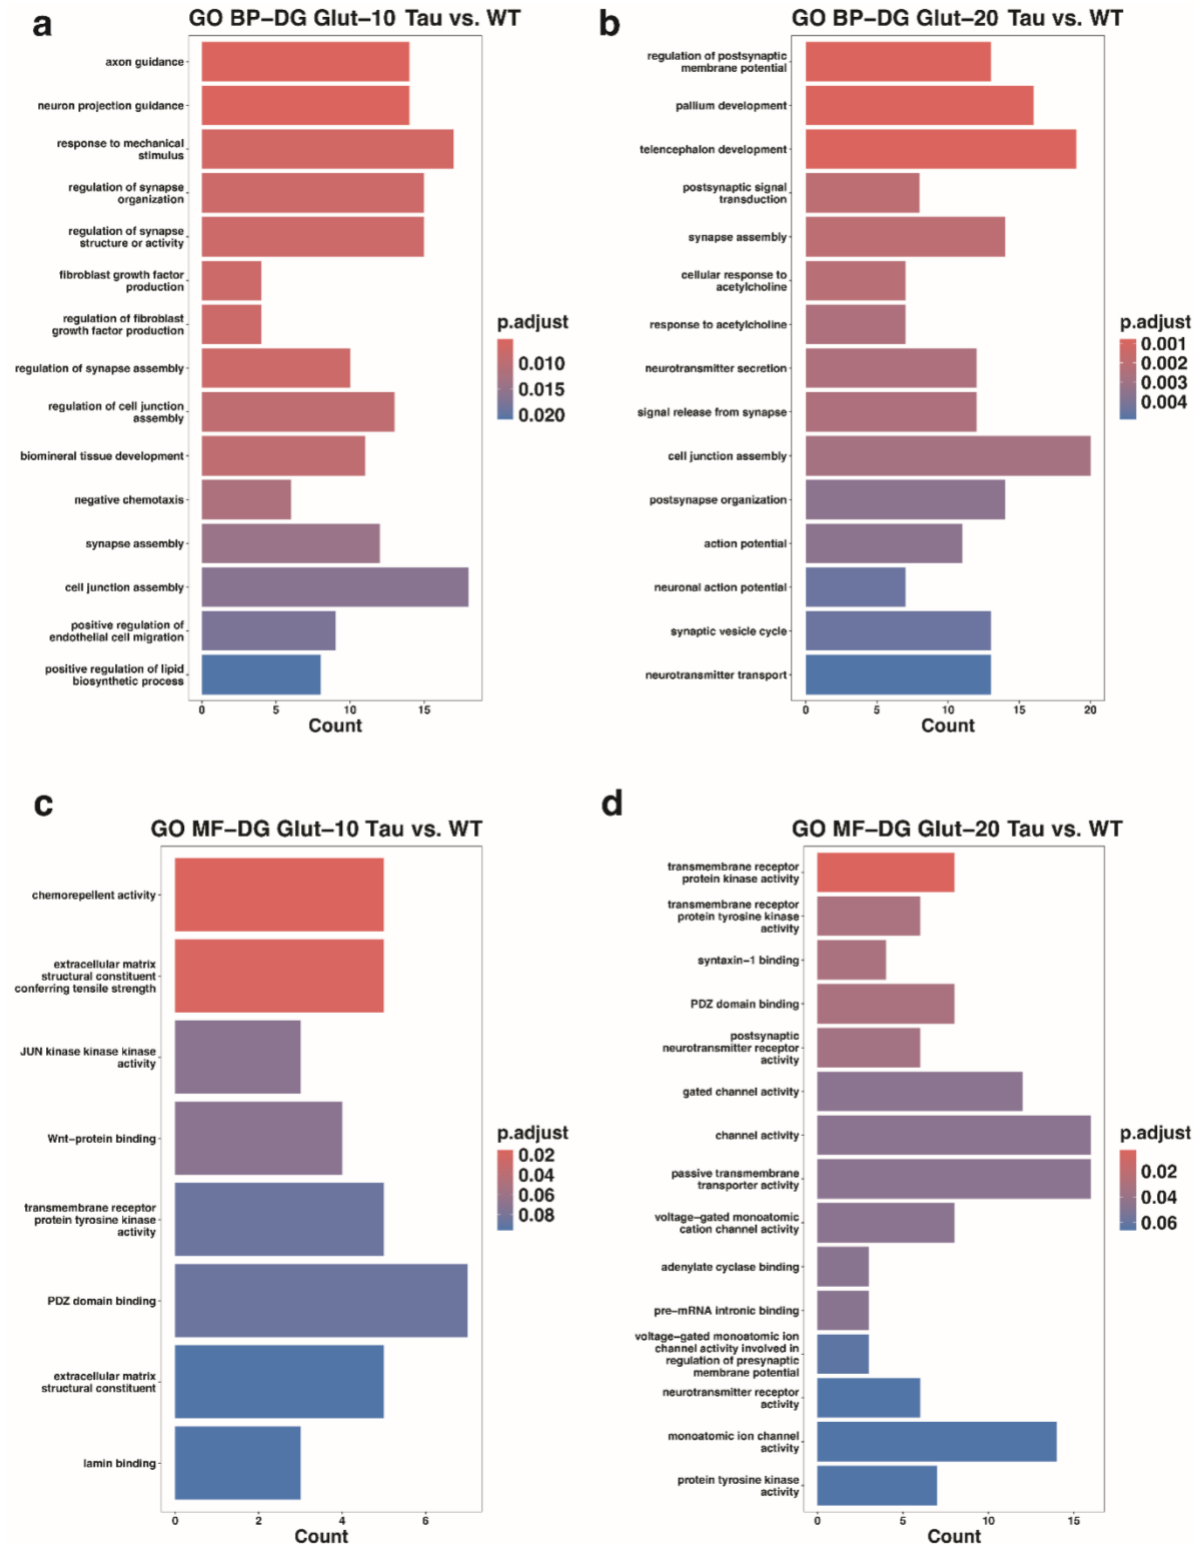 a
GO BP–DG Glut–10 Tau vs. WT
axon guidance
neuron projection guidance
response to mechanical
stimulus
regulation of synapse
organization
regulation of synapse
structure or activity
fibroblast growth factor
production
regulation of fibroblast
growth factor production
regulation of synapse assembly
regulation of cell junction
assembly
biomineral tissue development
negative chemotaxis
synapse assembly
cell junction assembly
positive regulation of
endothelial cell migration
positive regulation of lipid
biosynthetic process
0 5 10 15
Count
p.adjust
0.010
0.015
0.020
b
GO BP–DG Glut–20 Tau vs. WT
regulation of postsynaptic
membrane potential
pallium development
telencephalon development
postsynaptic signal
transduction
synapse assembly
cellular response to
acetylcholine
response to acetylcholine
neurotransmitter secretion
signal release from synapse
cell junction assembly
postsynapse organization
action potential
neuronal action potential
synaptic vesicle cycle
neurotransmitter transport
0 5 10 15 20
Count
p.adjust
0.001
0.002
0.003
0.004
c
GO MF–DG Glut–10 Tau vs. WT
chemorepellent activity
extracellular matrix
structural constituent
conferring tensile strength
JUN kinase kinase kinase
activity
Wnt–protein binding
transmembrane receptor
protein tyrosine kinase
activity
PDZ domain binding
extracellular matrix
structural constituent
lamin binding
0 2 4 6
Count
p.adjust
0.02
0.04
0.06
0.08
d
GO MF–DG Glut–20 Tau vs. WT
transmembrane receptor
protein kinase activity
transmembrane receptor
protein tyrosine kinase
activity
syntaxin–1 binding
PDZ domain binding
postsynaptic
neurotransmitter receptor
activity
gated channel activity
channel activity
passive transmembrane
transporter activity
voltage–gated monoatomic
cation channel activity
adenylate cyclase binding
pre–mRNA intronic binding
voltage–gated monoatomic ion
channel activity involved in
regulation of presynaptic
membrane potential
neurotransmitter receptor
activity
monoatomic ion channel
activity
protein tyrosine kinase
activity
0 5 10 15
Count
p.adjust
0.02
0.04
0.06